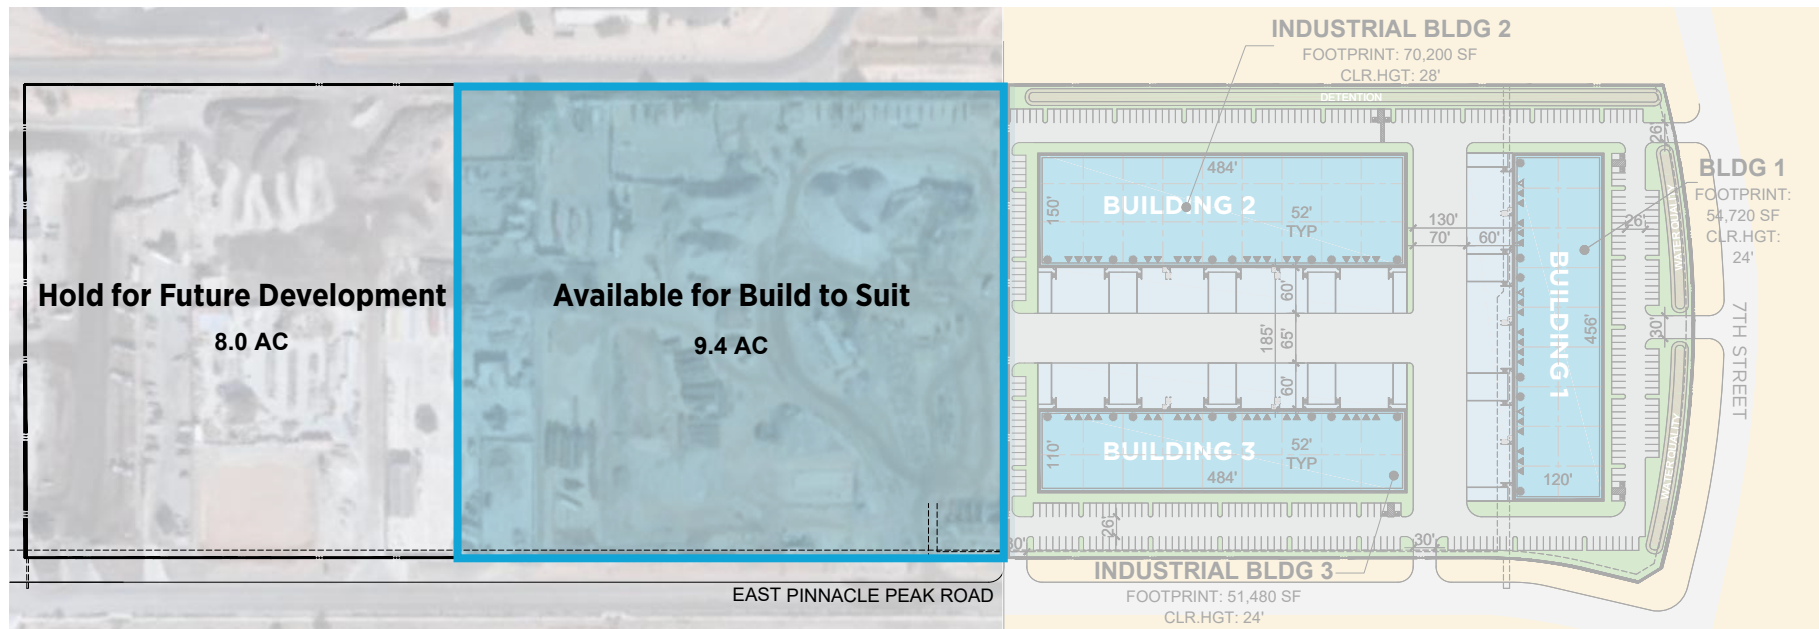 Hold for Future Development
8.0 AC
Available for Build to Suit
9.4 AC
EAST PINNACLE PEAK ROAD
INDUSTRIAL BLDG 2
FOOTPRINT: 70,200 SF
CLR.HGT: 28'
DETENTION
26'
484'
BUILDING 2
150'
52'
TYP
130'
70'
60'
BLDG 1
FOOTPRINT:
54,720 SF
CLR.HGT:
24'
26'
WATER QUALITY
BUILDING 1
456'
120'
30'
7TH STREET
60'
185'
65'
60'
BUILDING 3
110'
52'
TYP
484'
WATER QUALITY
26'
30'
30'
INDUSTRIAL BLDG 3
FOOTPRINT: 51,480 SF
CLR.HGT: 24'